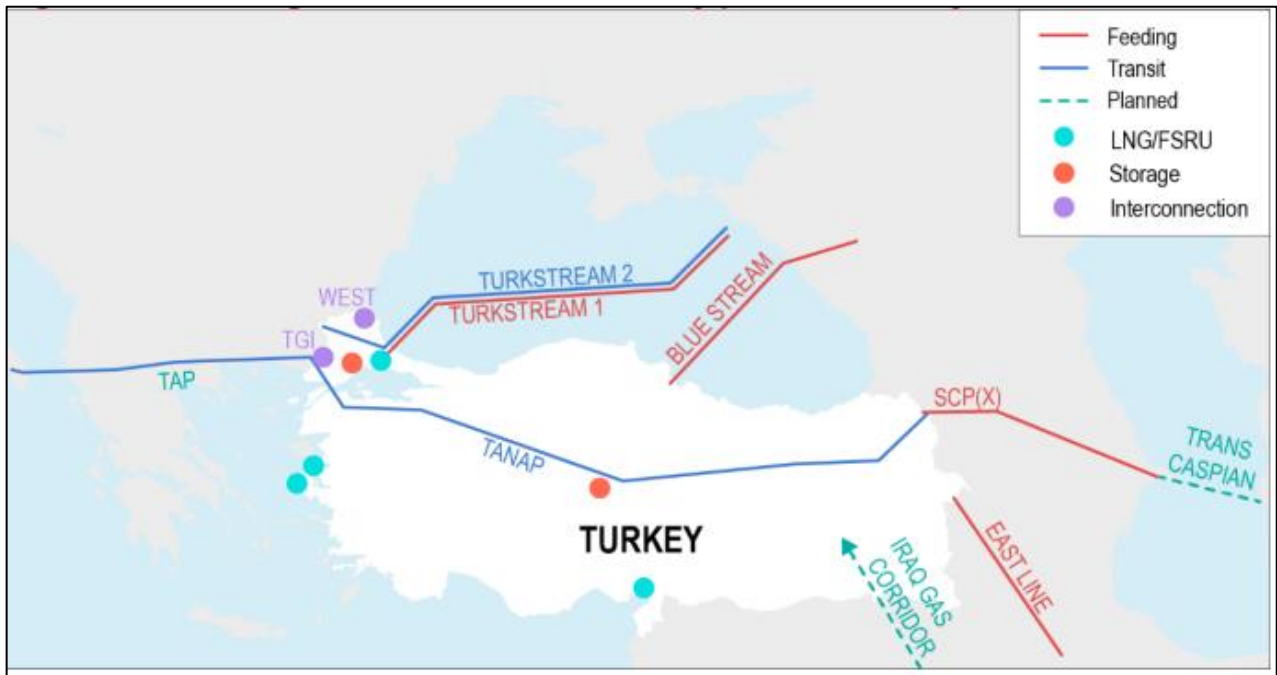 Feeding
Transit
Planned
LNG/FSRU
Storage
Interconnection
TURKSTREAM 2
TURKSTREAM 1
BLUE STREAM
WEST
TGI
TAP
SCP(X)
TRANS
CASPIAN
TANAP
TURKEY
EAST LINE
IRAQ GAS
CORRIDOR